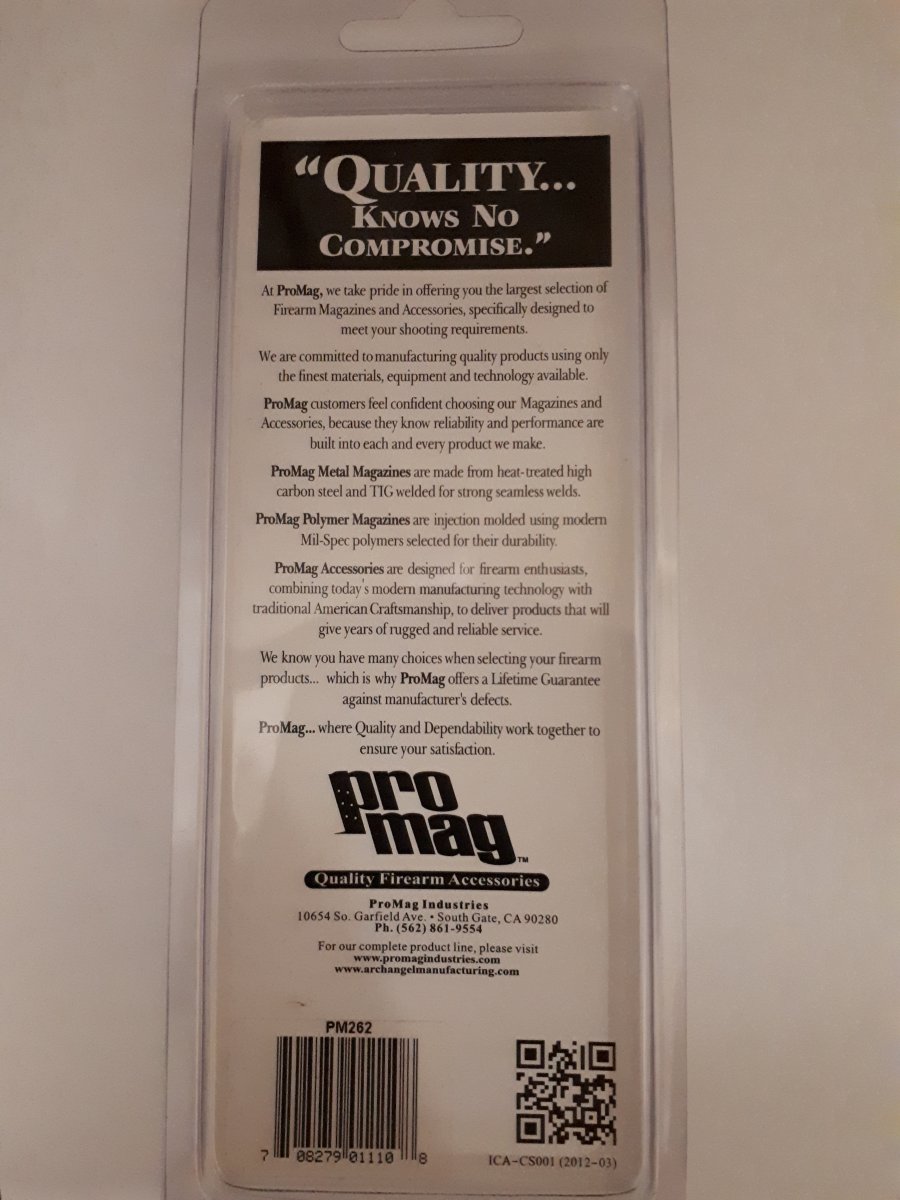 “QUALITY...
KNOWS NO
COMPROMISE.”
At ProMag, we take pride in offering you the largest selection of
Firearm Magazines and Accessories, specifically designed to
meet your shooting requirements.
We are committed to manufacturing quality products using only
the finest materials, equipment and technology available.
ProMag customers feel confident choosing our Magazines and
Accessories, because they know reliability and performance are
built into each and every product we make.
ProMag Metal Magazines are made from heat-treated high
carbon steel and TIG welded for strong seamless welds.
ProMag Polymer Magazines are injection molded using modern
Mil-Spec polymers selected for their durability.
ProMag Accessories are designed for firearm enthusiasts,
combining today's modern manufacturing technology with
traditional American Craftsmanship, to deliver products that will
give years of rugged and reliable service.
We know you have many choices when selecting your firearm
products... which is why ProMag offers a Lifetime Guarantee
against manufacturer's defects.
ProMag... where Quality and Dependability work together to
ensure your satisfaction.
pro
mag™
Quality Firearm Accessories
ProMag Industries
10654 So. Garfield Ave. • South Gate, CA 90280
Ph. (562) 861-9554
For our complete product line, please visit
www.promagindustries.com
www.archangelmanufacturing.com
PM262
7 08279 01110 8
ICA-CS001 (2012-03)